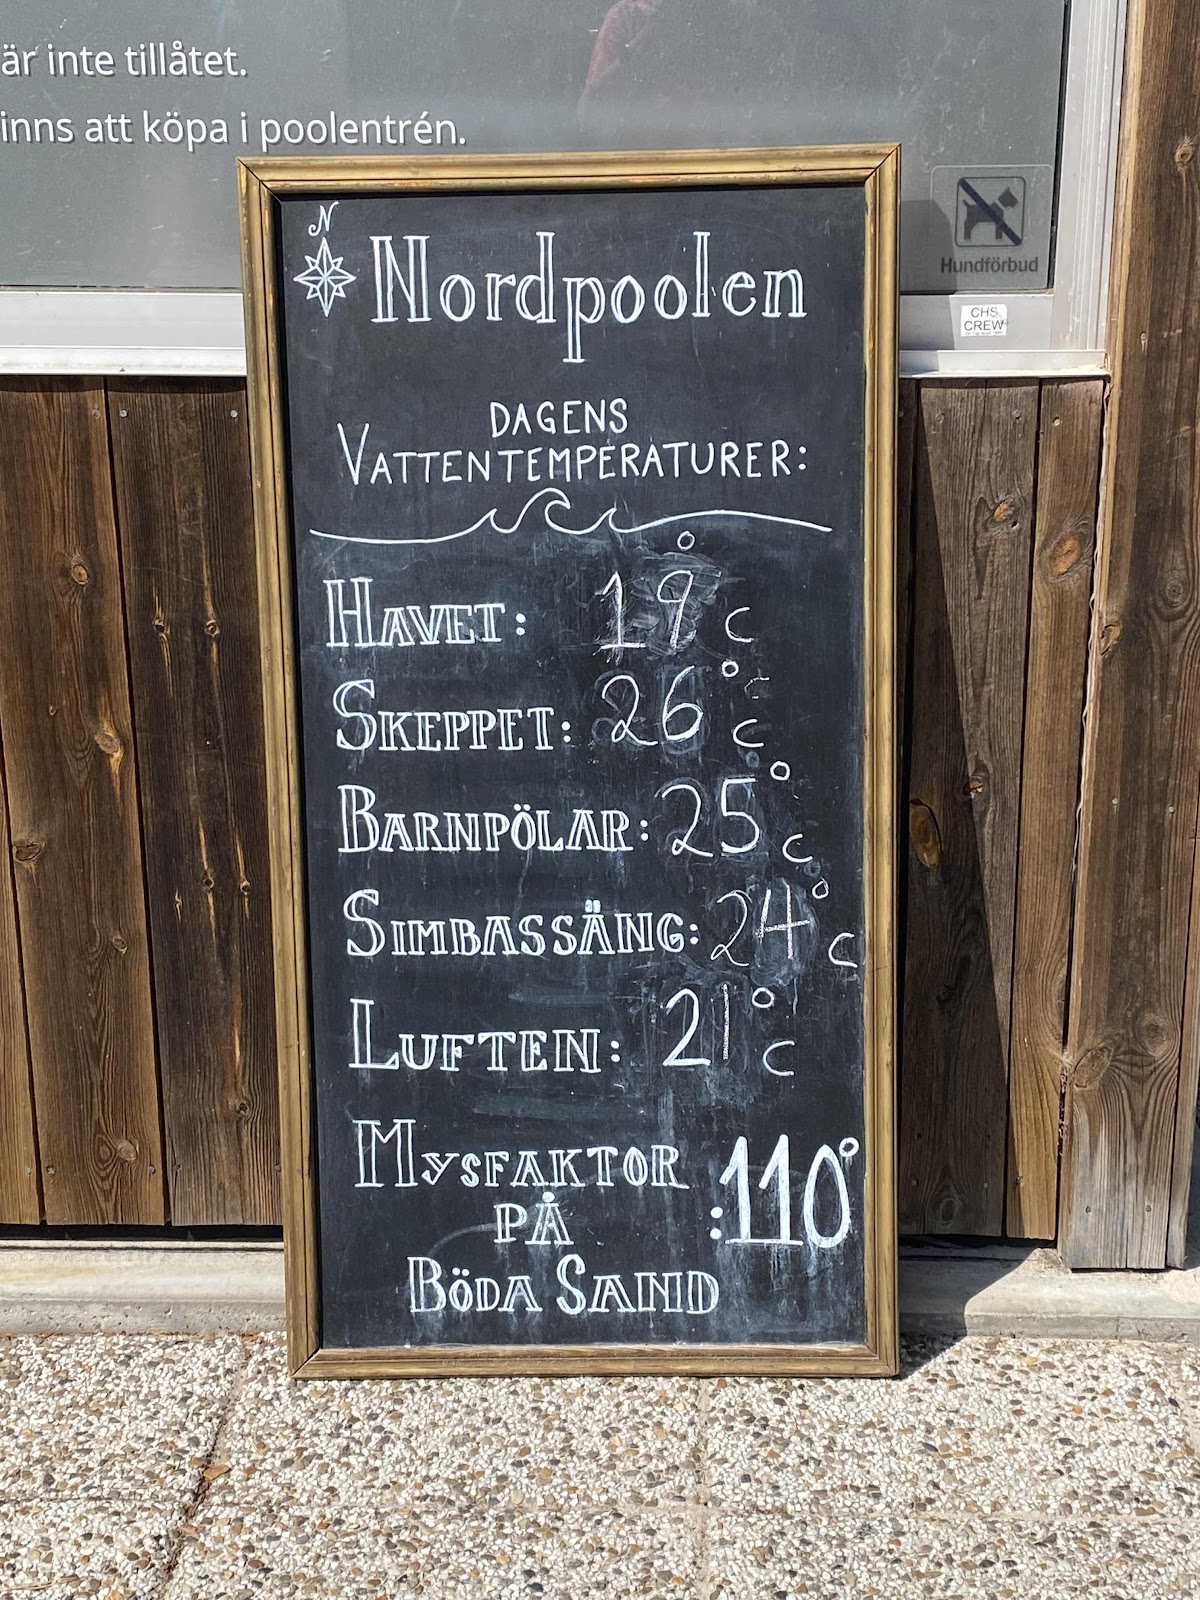 är inte tillåtet.
inns att köpa i poolentrén.
Hundförbud
CHS
CREW
N
Nordpoolen
DAGENS
VATTENTEMPERATURER:
HAVET: 19° C
SKEPPET: 26° C
BARNPÖLAR: 25° C
SIMBASSÄNG: 24° C
LUFTEN: 21° C
MYSFAKTOR
PÅ :110°
BÖDA SAND